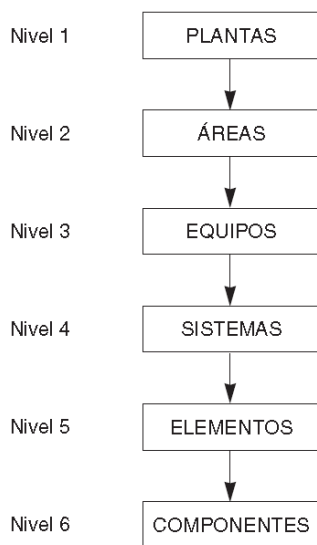 Nivel 1 PLANTAS
Nivel 2 ÁREAS
Nivel 3 EQUIPOS
Nivel 4 SISTEMAS
Nivel 5 ELEMENTOS
Nivel 6 COMPONENTES